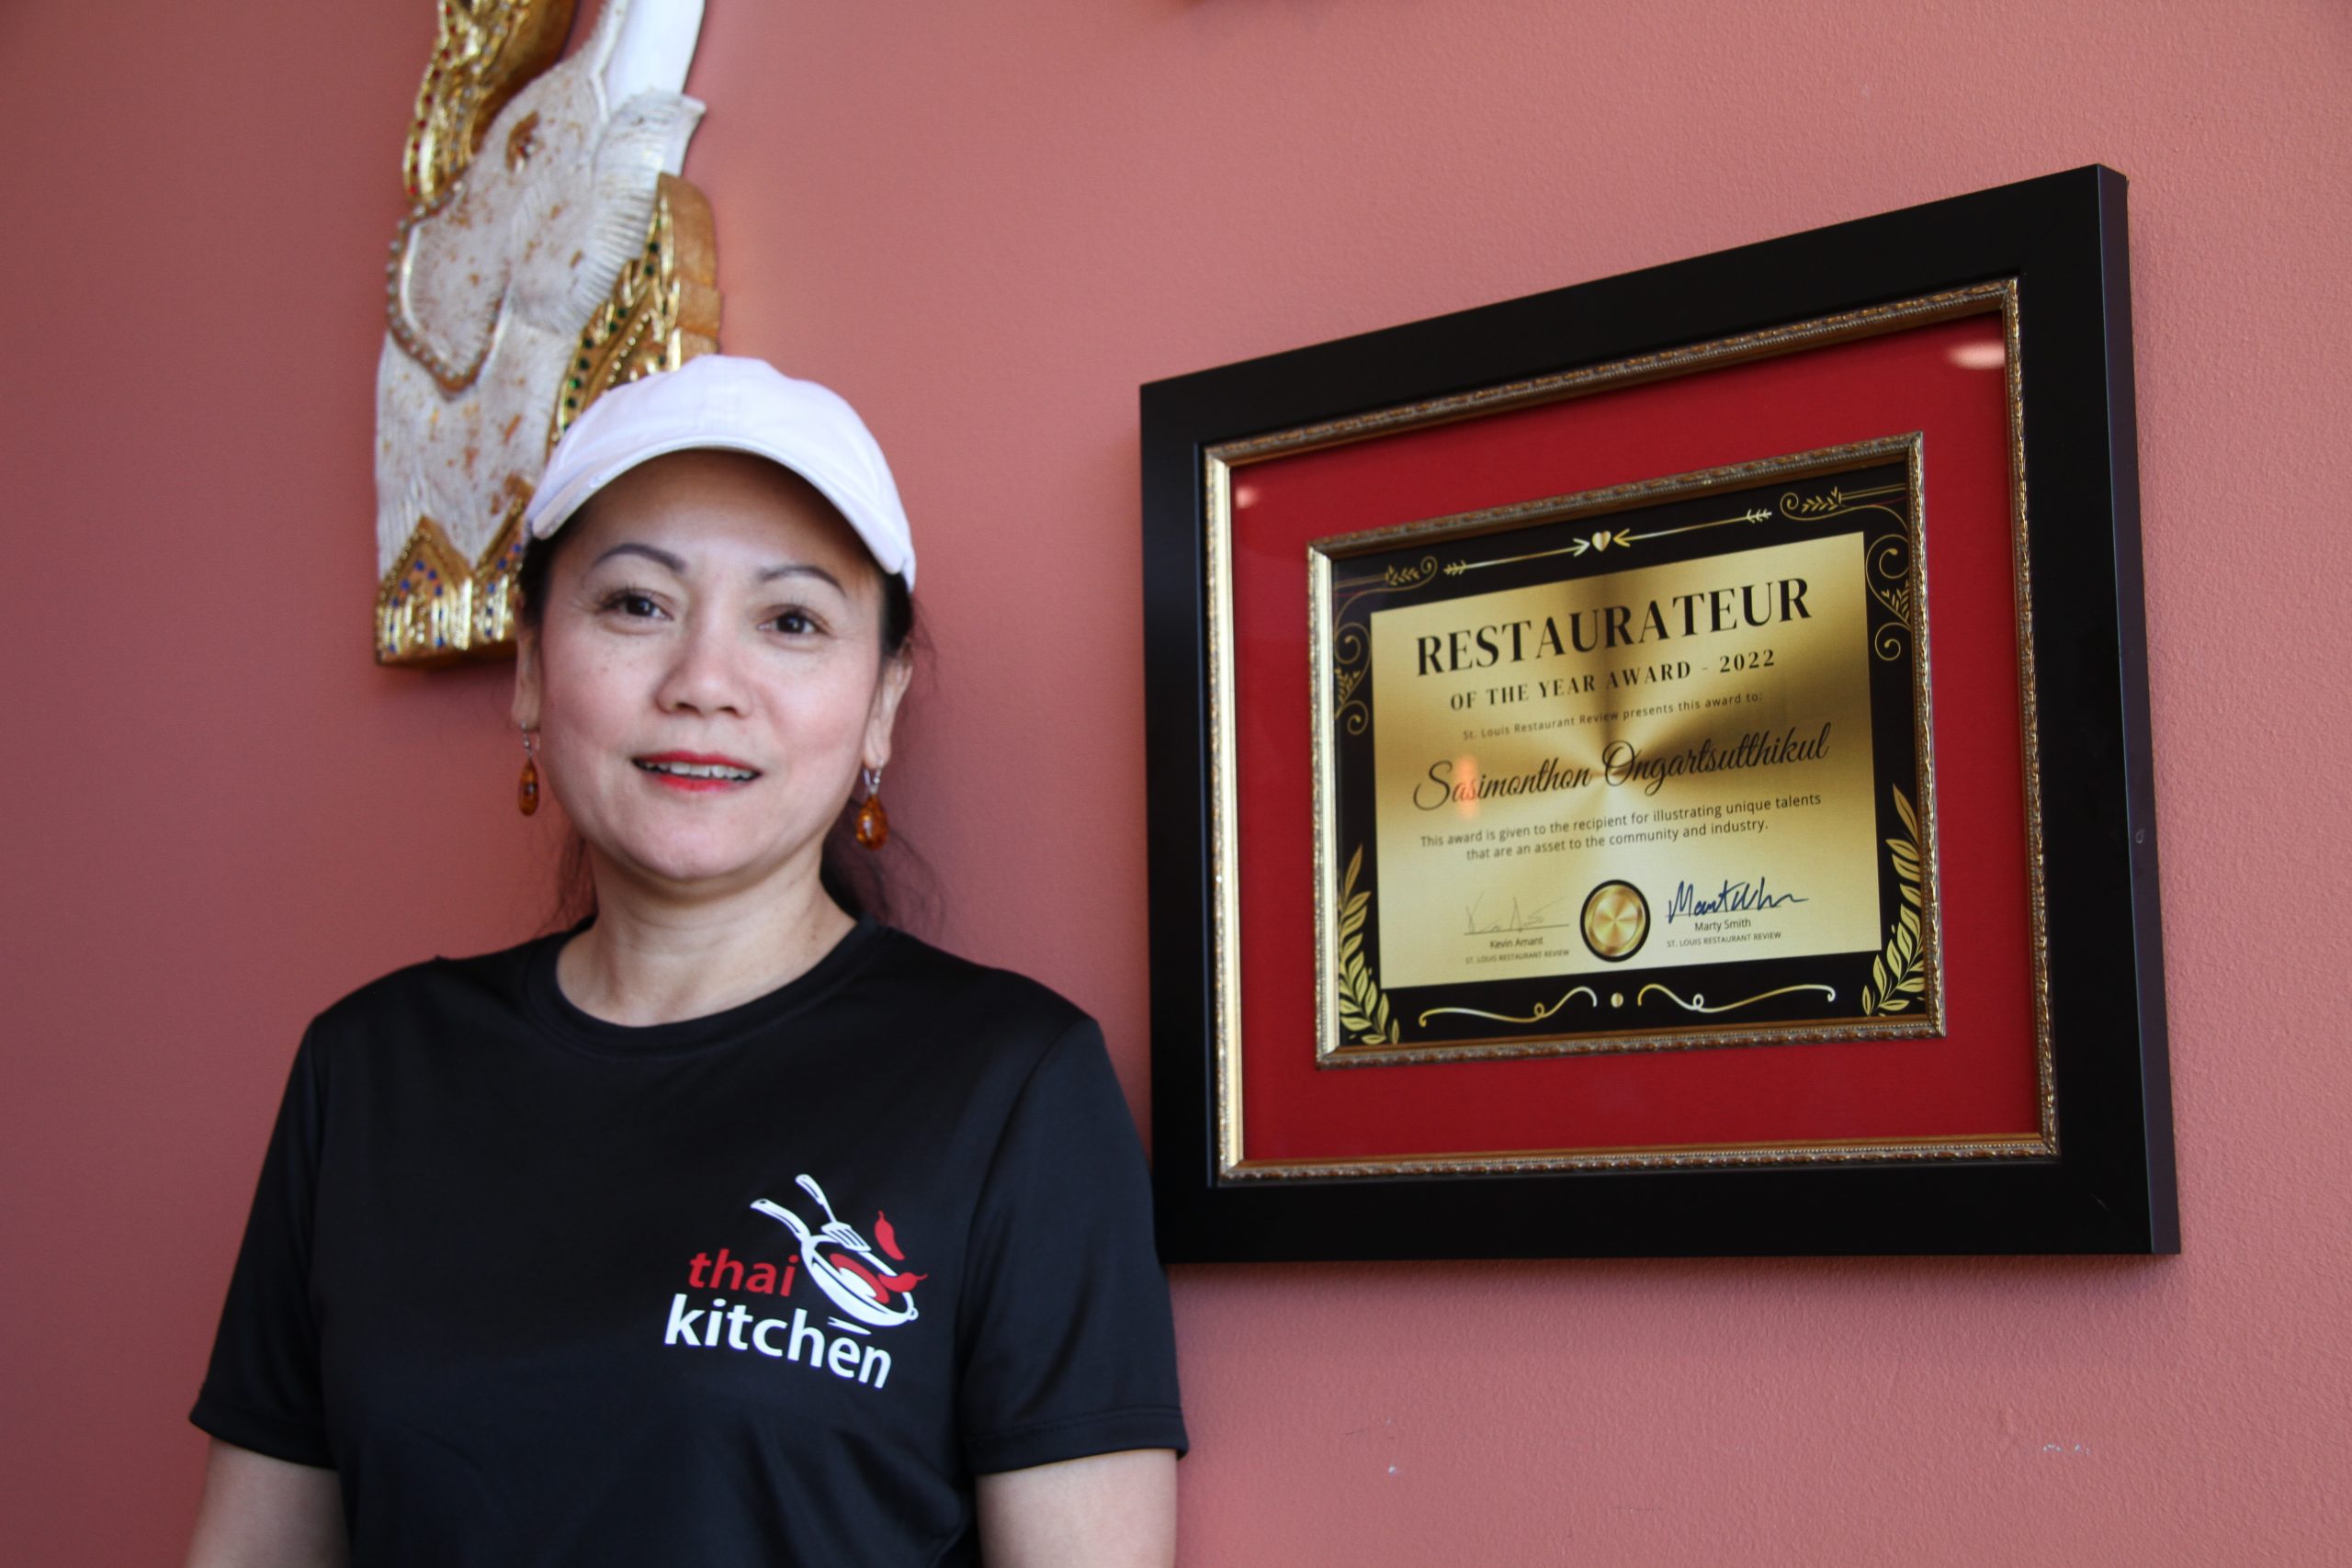 RESTAURATEUR
OF THE YEAR AWARD - 2022
St. Louis Restaurant Review presents this award to:
Sasimonthon Ongartsutthikul
This award is given to the recipient for illustrating unique talents
that are an asset to the community and industry.
Kevin Amant
ST. LOUIS RESTAURANT REVIEW
Marty Smith
ST. LOUIS RESTAURANT REVIEW
thai
kitchen